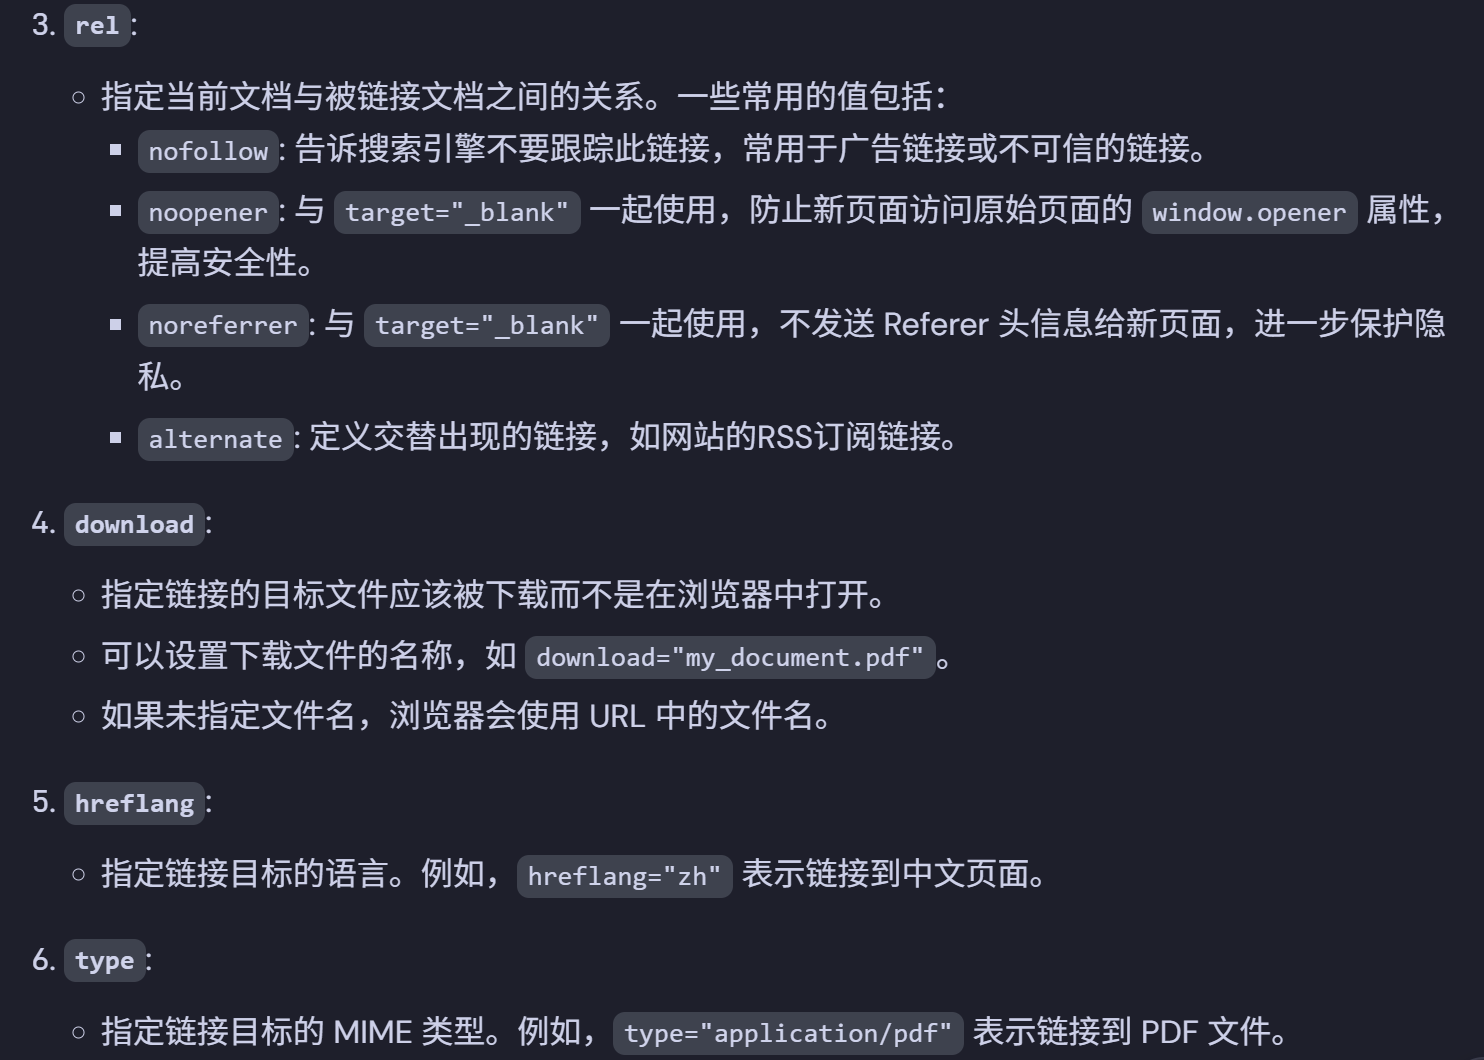 3. rel:
指定当前文档与被链接文档之间的关系。一些常用的值包括：
nofollow: 告诉搜索引擎不要跟踪此链接，常用于广告链接或不可信的链接。
noopener: 与 target="_blank" 一起使用，防止新页面访问原始页面的 window.opener 属性，
提高安全性。
noreferrer: 与 target="_blank" 一起使用，不发送 Referer 头信息给新页面，进一步保护隐
私。
alternate: 定义交替出现的链接，如网站的RSS订阅链接。
4. download:
指定链接的目标文件应该被下载而不是在浏览器中打开。
可以设置下载文件的名称，如 download="my_document.pdf"。
如果未指定文件名，浏览器会使用 URL 中的文件名。
5. hreflang:
指定链接目标的语言。例如，hreflang="zh" 表示链接到中文页面。
6. type:
指定链接目标的 MIME 类型。例如，type="application/pdf" 表示链接到 PDF 文件。